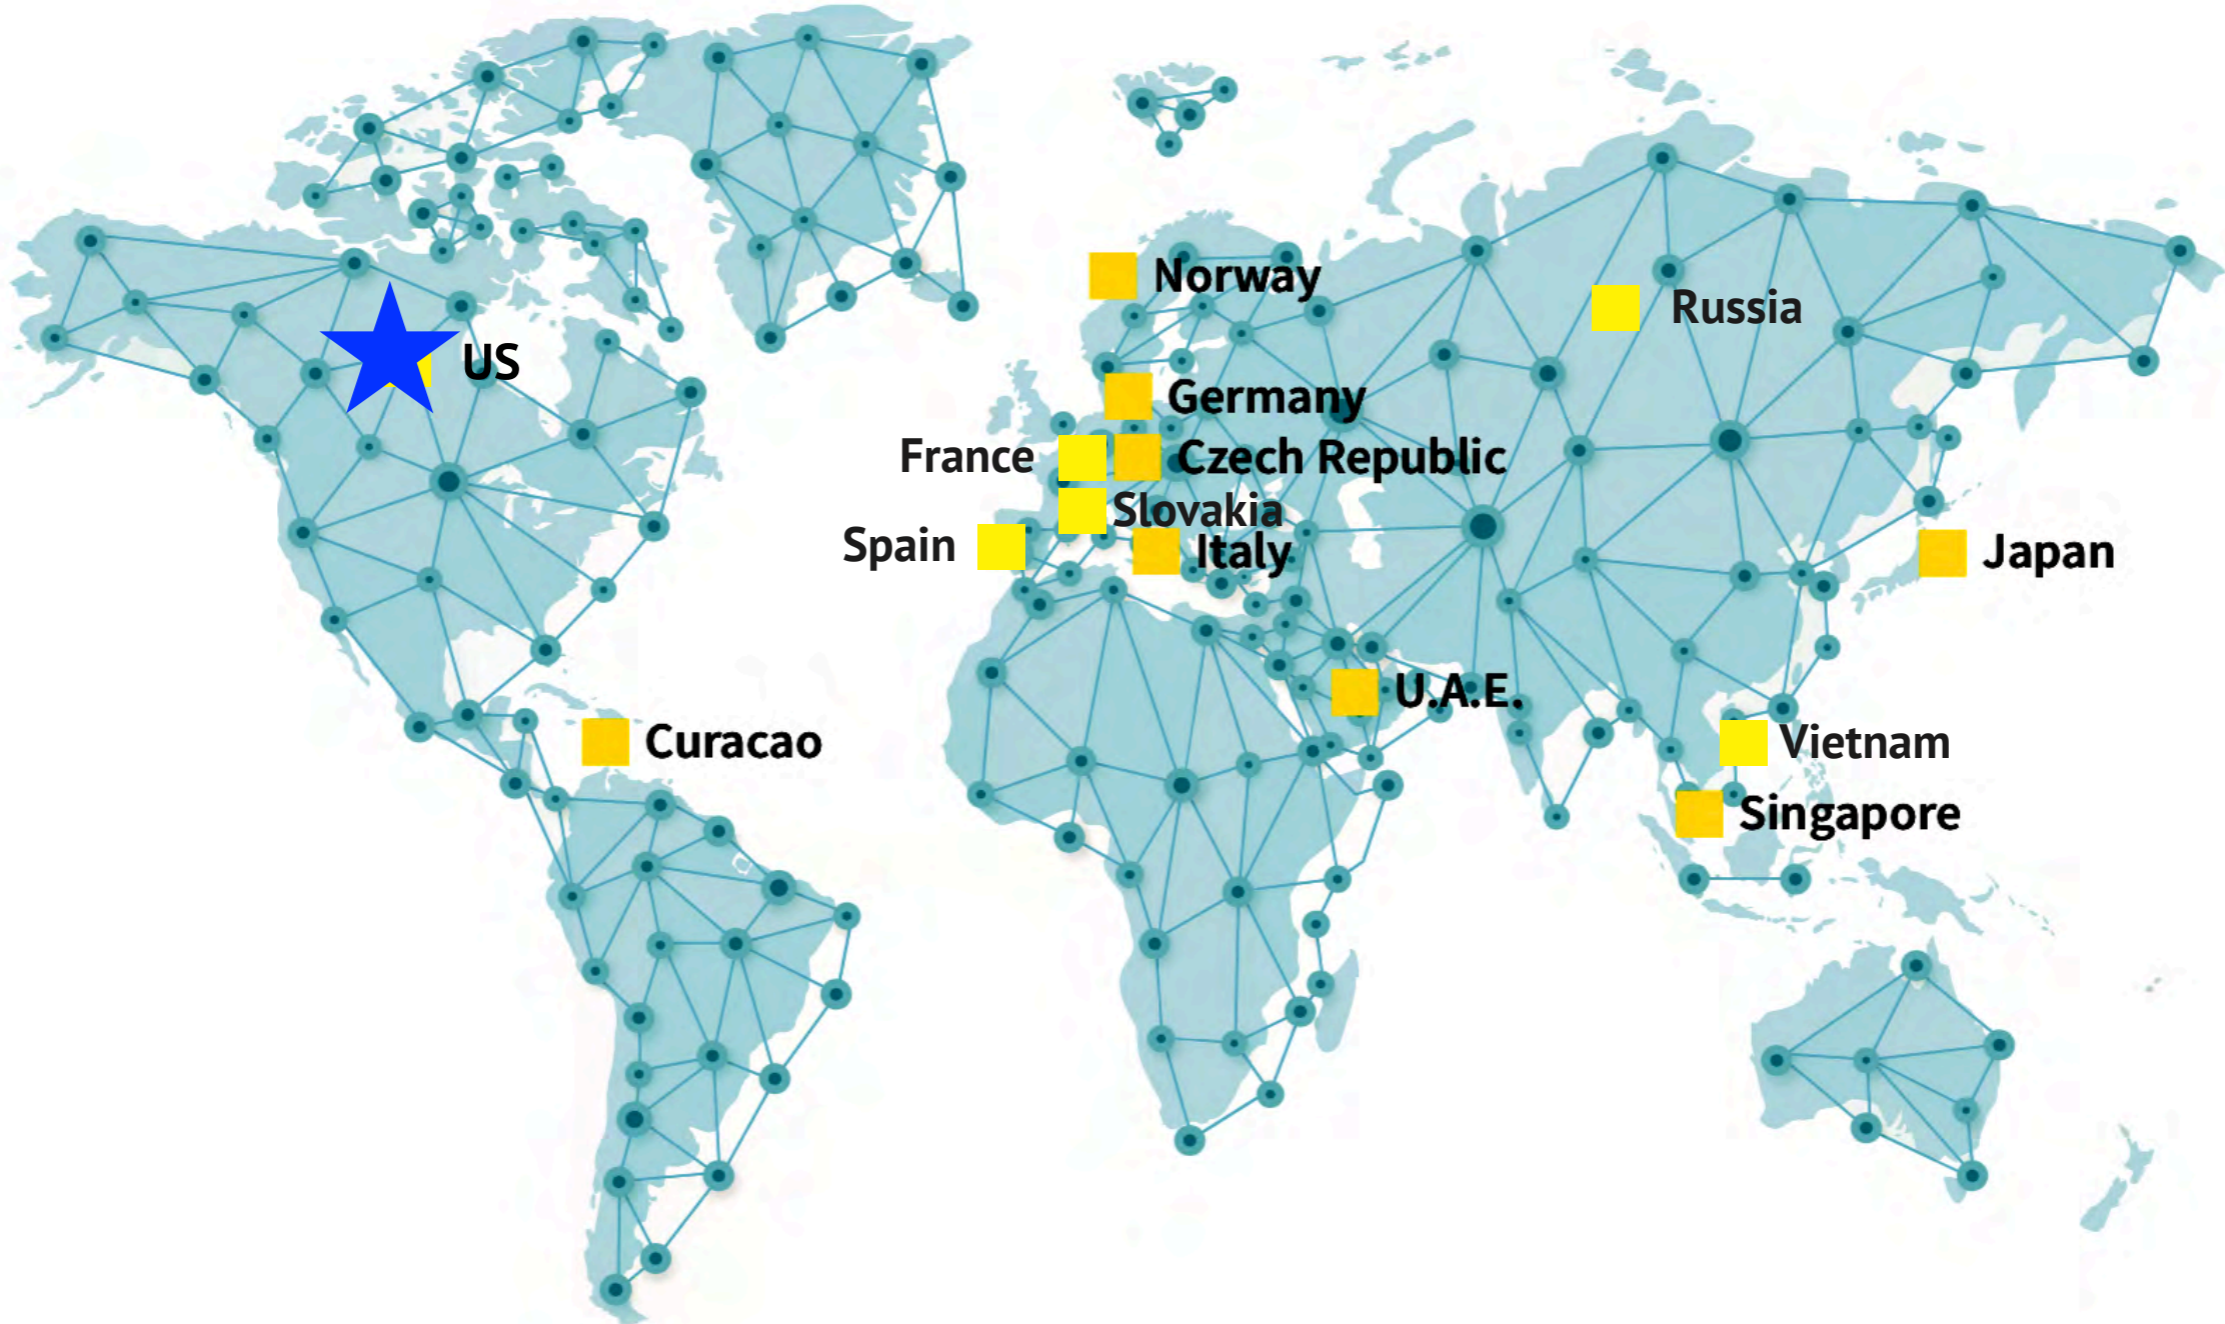 Norway
Russia
US
Germany
France
Czech Republic
Slovakia
Spain
Italy
Japan
U.A.E.
Curacao
Vietnam
Singapore